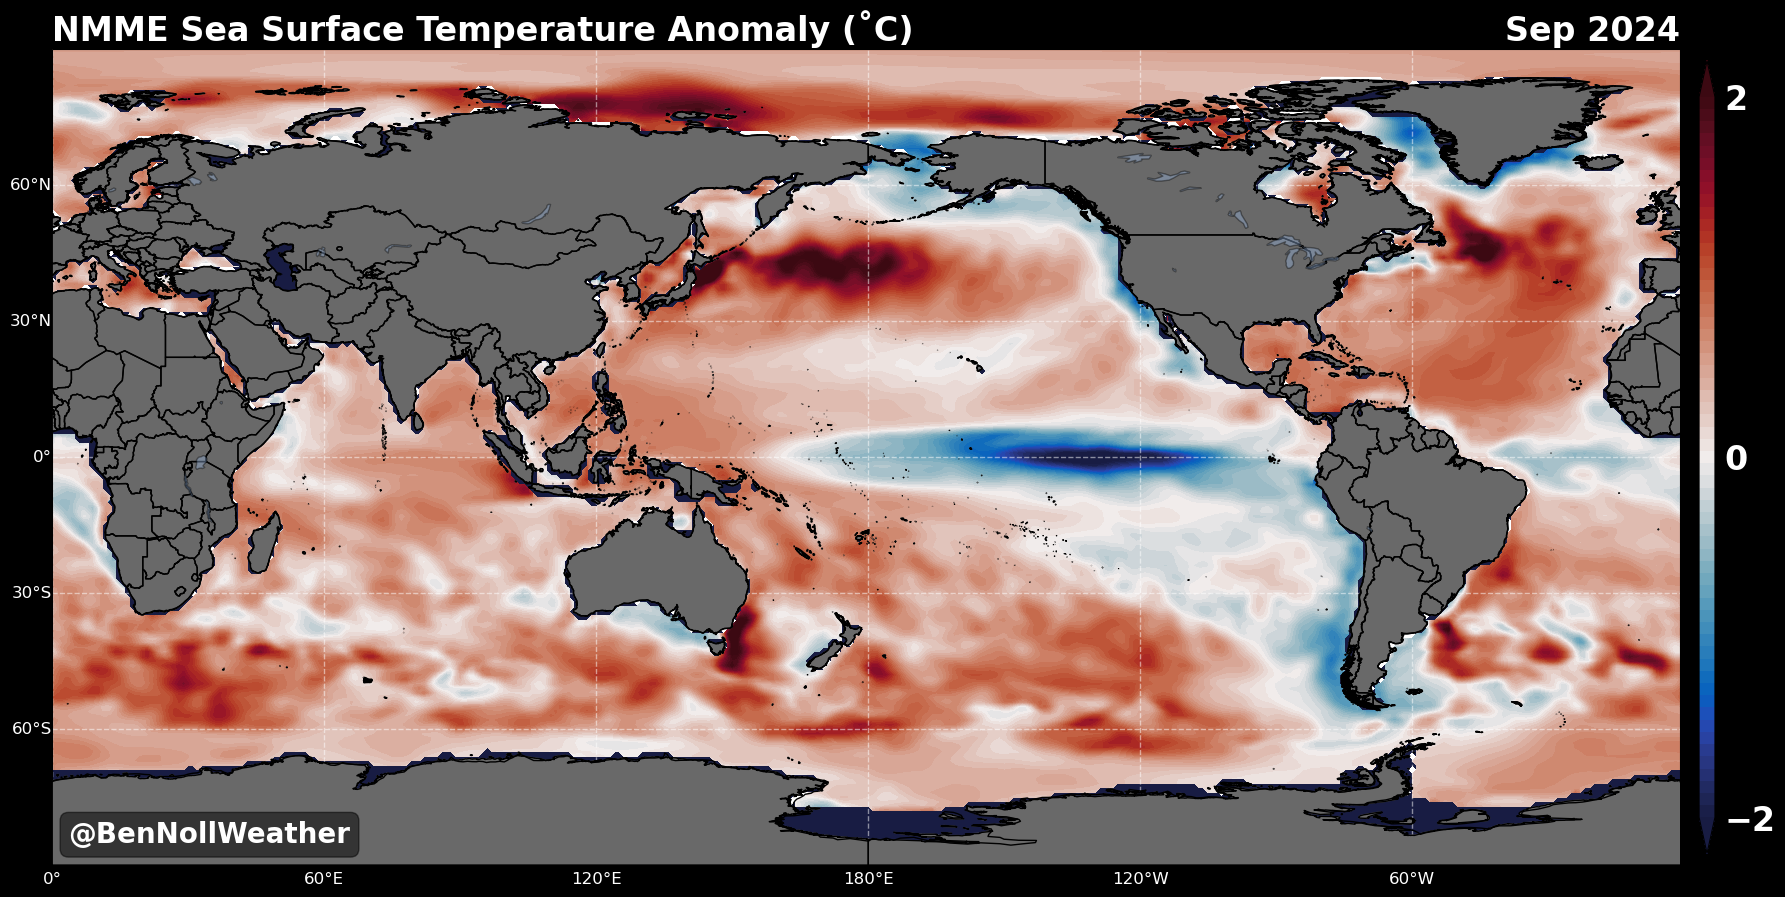 NMME Sea Surface Temperature Anomaly (˚C)
Sep 2024
2
0
−2
60°N
30°N
0°
30°S
60°S
@BenNollWeather
0°
60°E
120°E
180°E
120°W
60°W